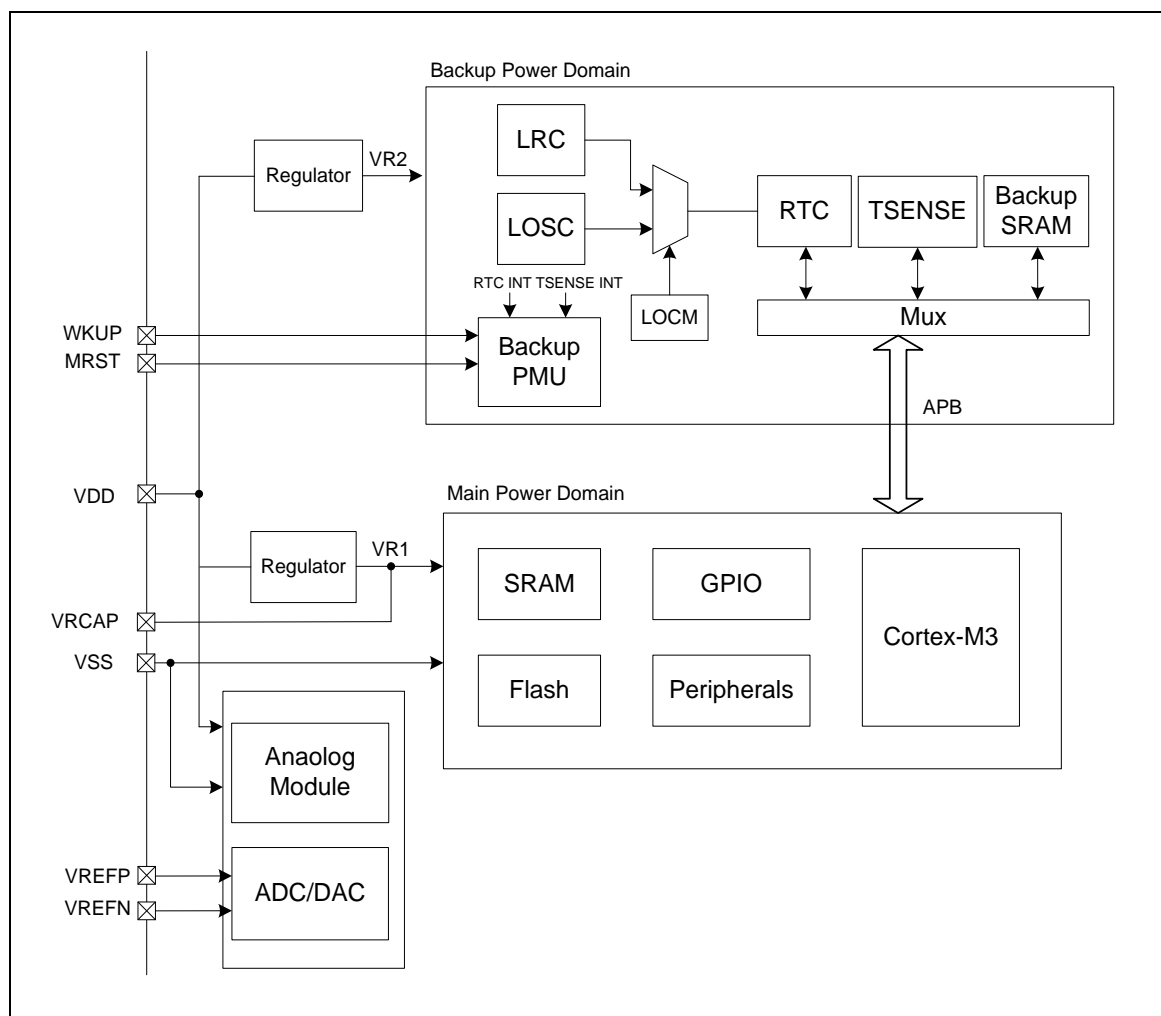 Backup Power Domain
LRC
VR2
Regulator
LOSC
RTC
TSENSE
Backup
SRAM
RTC INT TSENSE INT
LOCM
Mux
WKUP
MRST
Backup
PMU
APB
VDD
Main Power Domain
VR1
Regulator
SRAM
GPIO
Cortex-M3
VRCAP
VSS
Flash
Peripherals
Anaolog
Module
VREFP
VREFN
ADC/DAC